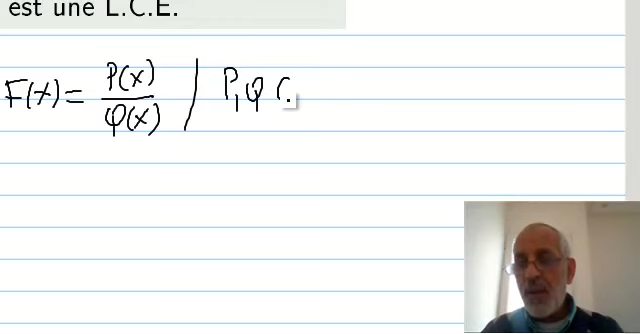 est une L.C.E.
F(x) = P(x)/Q(x) / P, Q